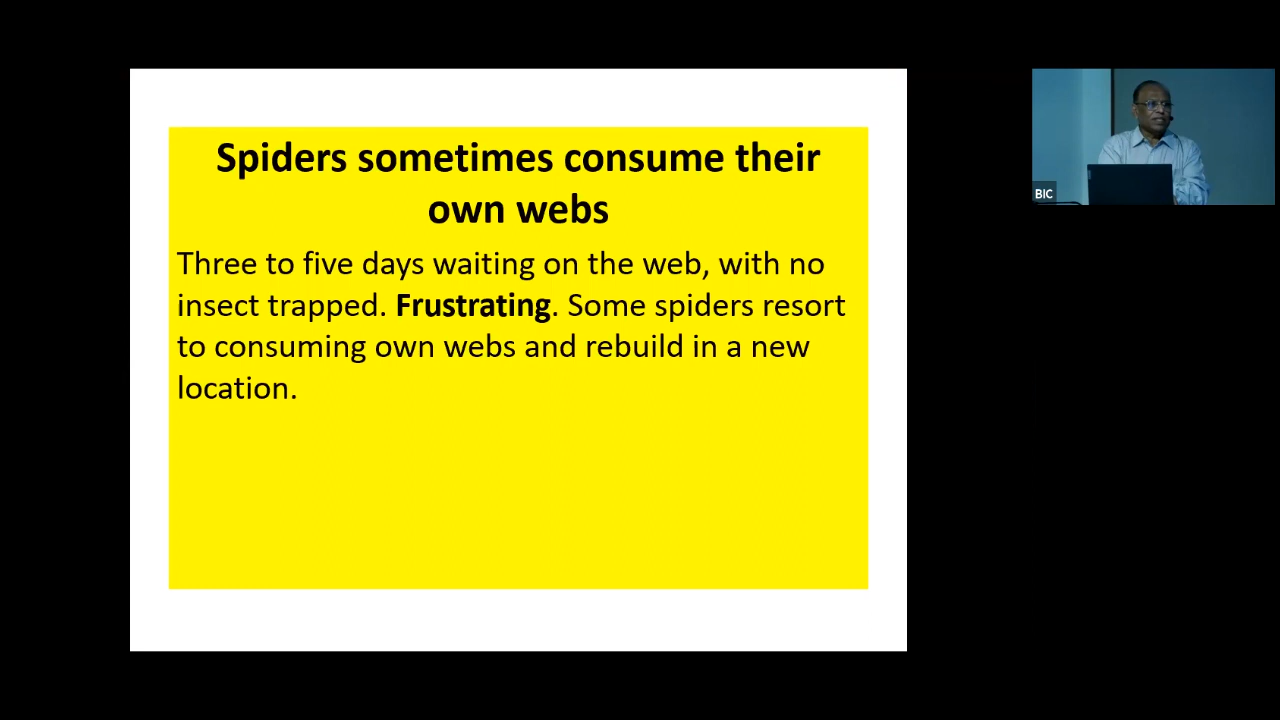 Spiders sometimes consume their
own webs
Three to five days waiting on the web, with no
insect trapped. Frustrating. Some spiders resort
to consuming own webs and rebuild in a new
location.
BIC